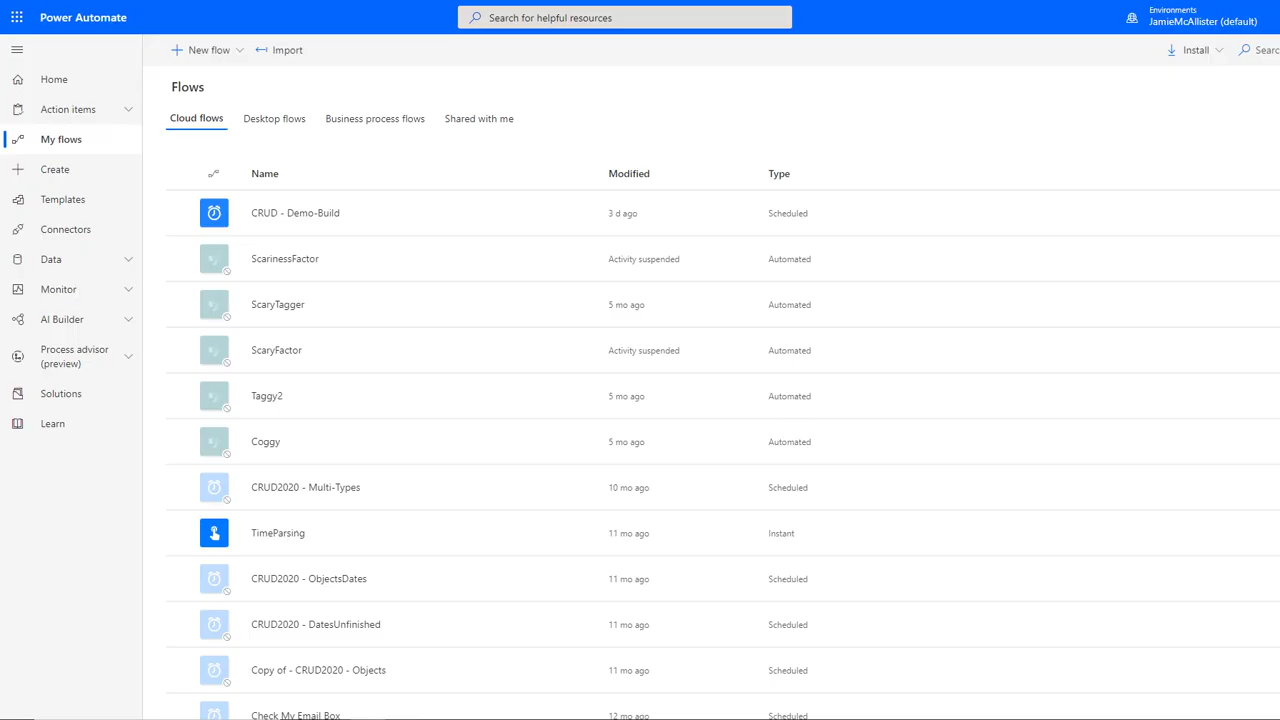 Power Automate
Search for helpful resources
Environments
JamieMcAllister (default)
New flow
Import
Install
Searc
Home
Action items
My flows
Create
Templates
Connectors
Data
Monitor
AI Builder
Process advisor
(preview)
Solutions
Learn
Flows
Cloud flows
Desktop flows
Business process flows
Shared with me
Name Modified Type
CRUD - Demo-Build 3 d ago Scheduled
ScarinessFactor Activity suspended Automated
ScaryTagger 5 mo ago Automated
ScaryFactor Activity suspended Automated
Taggy2 5 mo ago Automated
Coggy 5 mo ago Automated
CRUD2020 - Multi-Types 10 mo ago Scheduled
TimeParsing 11 mo ago Instant
CRUD2020 - ObjectsDates 11 mo ago Scheduled
CRUD2020 - DatesUnfinished 11 mo ago Scheduled
Copy of - CRUD2020 - Objects 11 mo ago Scheduled
Check My Email Box 12 mo ago Scheduled